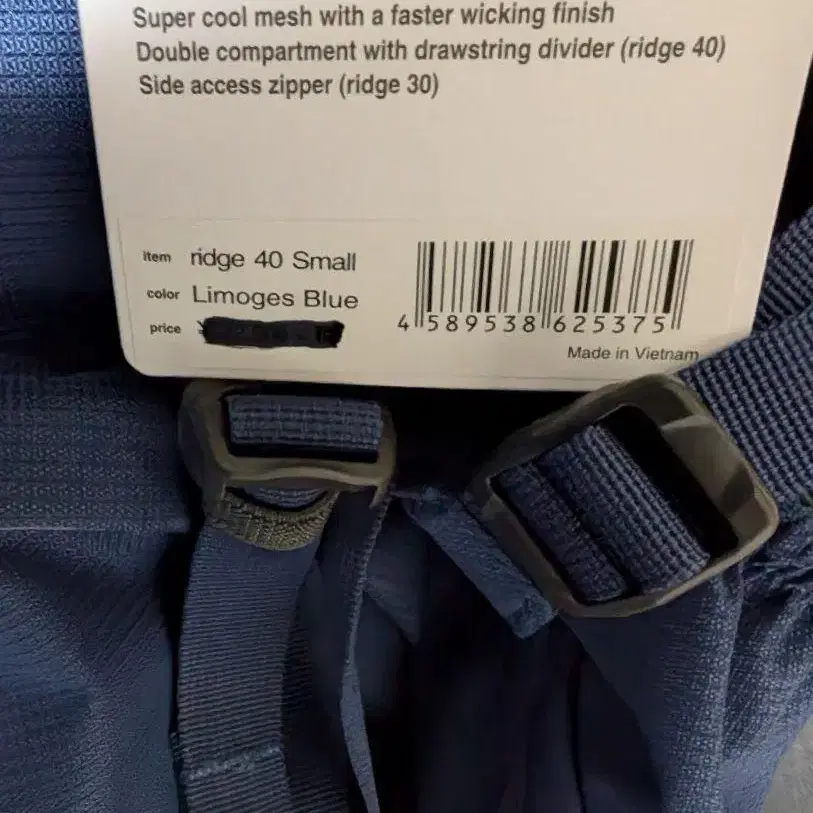 Super cool mesh with a faster wicking finish
Double compartment with drawstring divider (ridge 40)
Side access zipper (ridge 30)
item ridge 40 Small
color Limoges Blue
price
4 589538 625375
Made in Vietnam